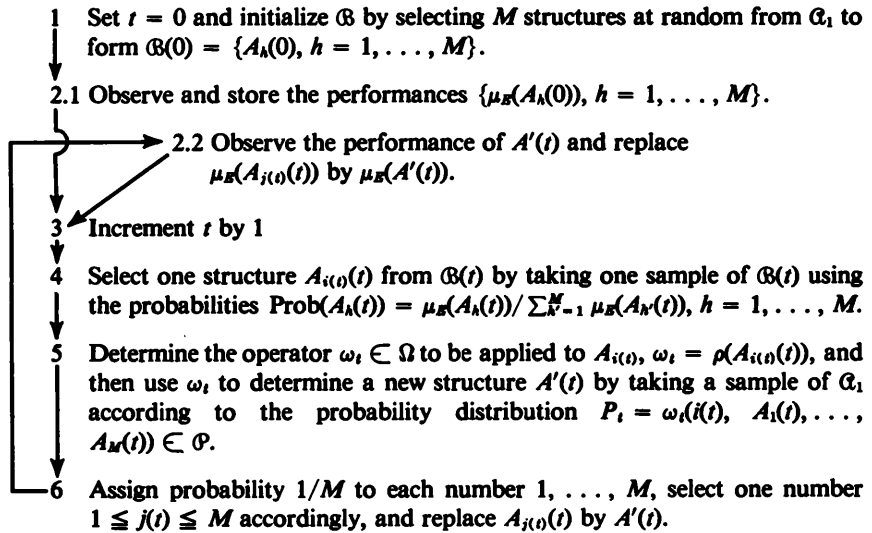 1 Set t = 0 and initialize ℬ by selecting M structures at random from 𝒜₁ to
form ℬ(0) = {Aₕ(0), h = 1, . . . , M}.
2.1 Observe and store the performances {μ_E(Aₕ(0)), h = 1, . . . , M}.
2.2 Observe the performance of A′(t) and replace
μ_E(A_{j(t)}(t)) by μ_E(A′(t)).
3 Increment t by 1
4 Select one structure A_{i(t)}(t) from ℬ(t) by taking one sample of ℬ(t) using
the probabilities Prob(Aₕ(t)) = μ_E(Aₕ(t))/ ∑_{h′=1}^{M} μ_E(A_{h′}(t)), h = 1, . . . , M.
5 Determine the operator ω_t ∈ Ω to be applied to A_{i(t)}, ω_t = ρ(A_{i(t)}(t)), and
then use ω_t to determine a new structure A′(t) by taking a sample of 𝒜₁
according to the probability distribution P_t = ω_t(i(t), A₁(t), . . . ,
A_M(t)) ∈ 𝒫.
6 Assign probability 1/M to each number 1, . . . , M, select one number
1 ≦ j(t) ≦ M accordingly, and replace A_{j(t)}(t) by A′(t).